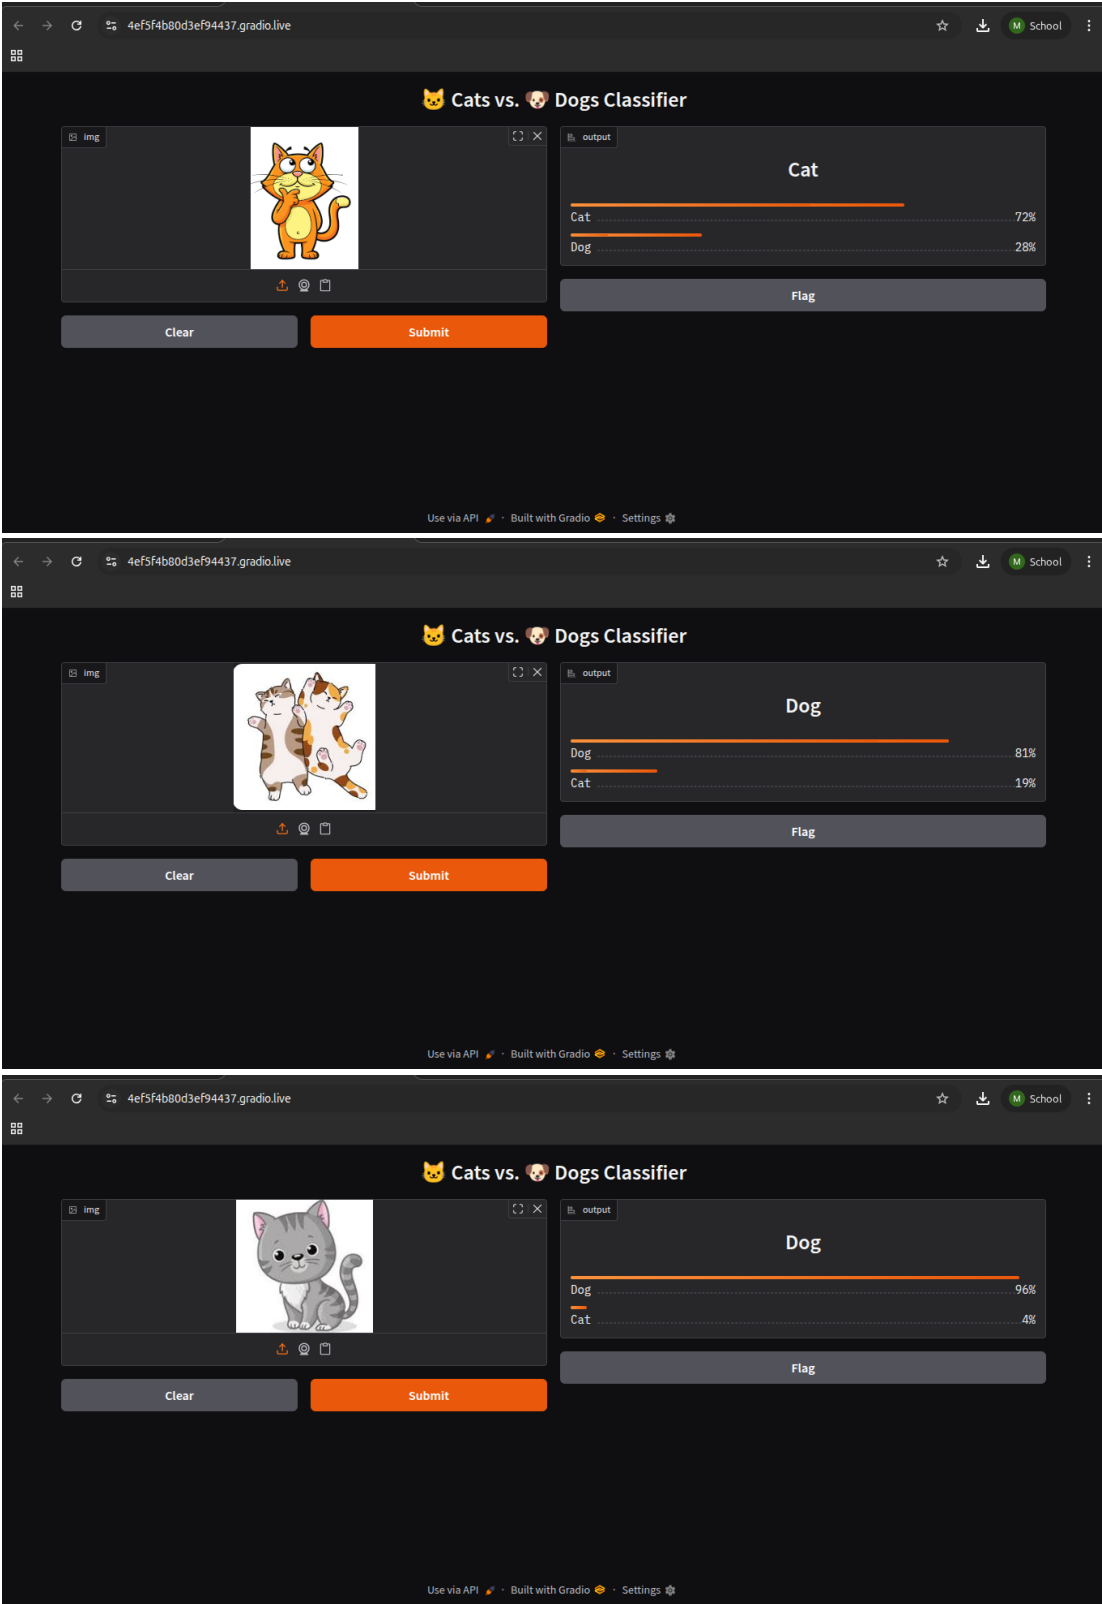 4ef5f4b80d3ef94437.gradio.live
M School
🐱 Cats vs. 🐶 Dogs Classifier
img
output
Cat
Cat 72%
Dog 28%
Flag
Clear Submit
Use via API · Built with Gradio · Settings
4ef5f4b80d3ef94437.gradio.live
M School
🐱 Cats vs. 🐶 Dogs Classifier
img
output
Dog
Dog 81%
Cat 19%
Flag
Clear Submit
Use via API · Built with Gradio · Settings
4ef5f4b80d3ef94437.gradio.live
M School
🐱 Cats vs. 🐶 Dogs Classifier
img
output
Dog
Dog 96%
Cat 4%
Flag
Clear Submit
Use via API · Built with Gradio · Settings